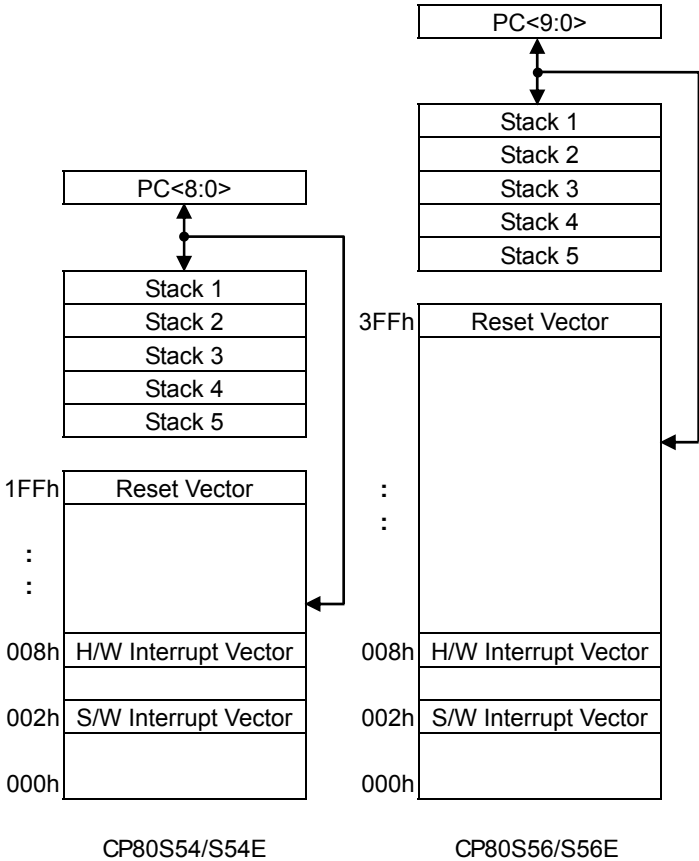 PC<8:0>
Stack 1
Stack 2
Stack 3
Stack 4
Stack 5
1FFh Reset Vector
:
:
008h H/W Interrupt Vector
002h S/W Interrupt Vector
000h
CP80S54/S54E
PC<9:0>
Stack 1
Stack 2
Stack 3
Stack 4
Stack 5
3FFh Reset Vector
:
:
008h H/W Interrupt Vector
002h S/W Interrupt Vector
000h
CP80S56/S56E